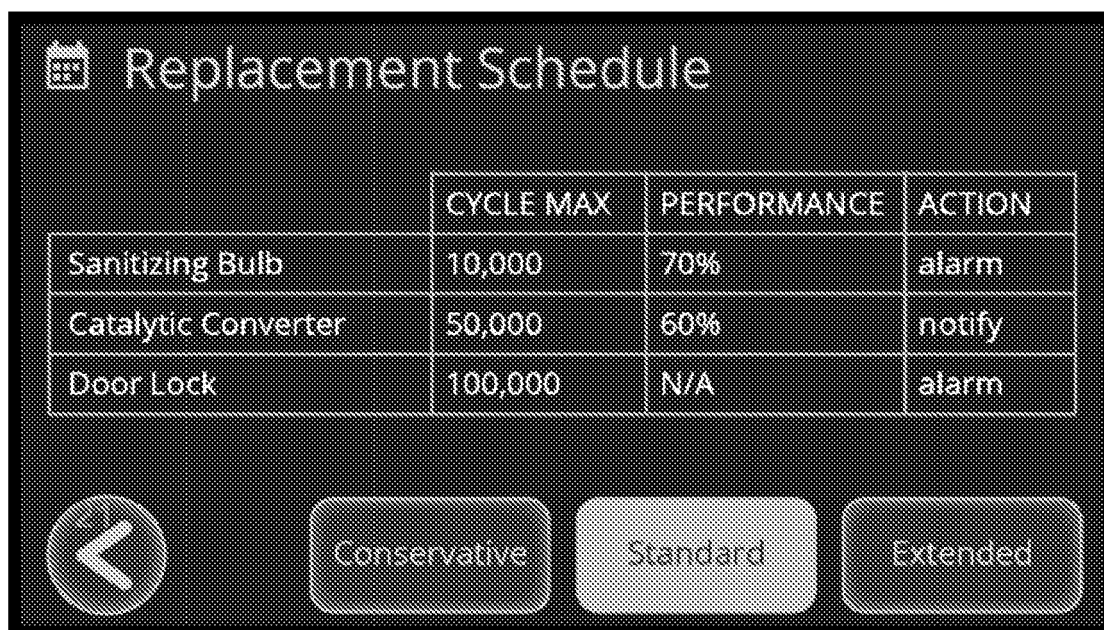 Replacement Schedule
CYCLE MAX PERFORMANCE ACTION
Sanitizing Bulb 10,000 70% alarm
Catalytic Converter 50,000 60% notify
Door Lock 100,000 N/A alarm
Conservative Standard Extended